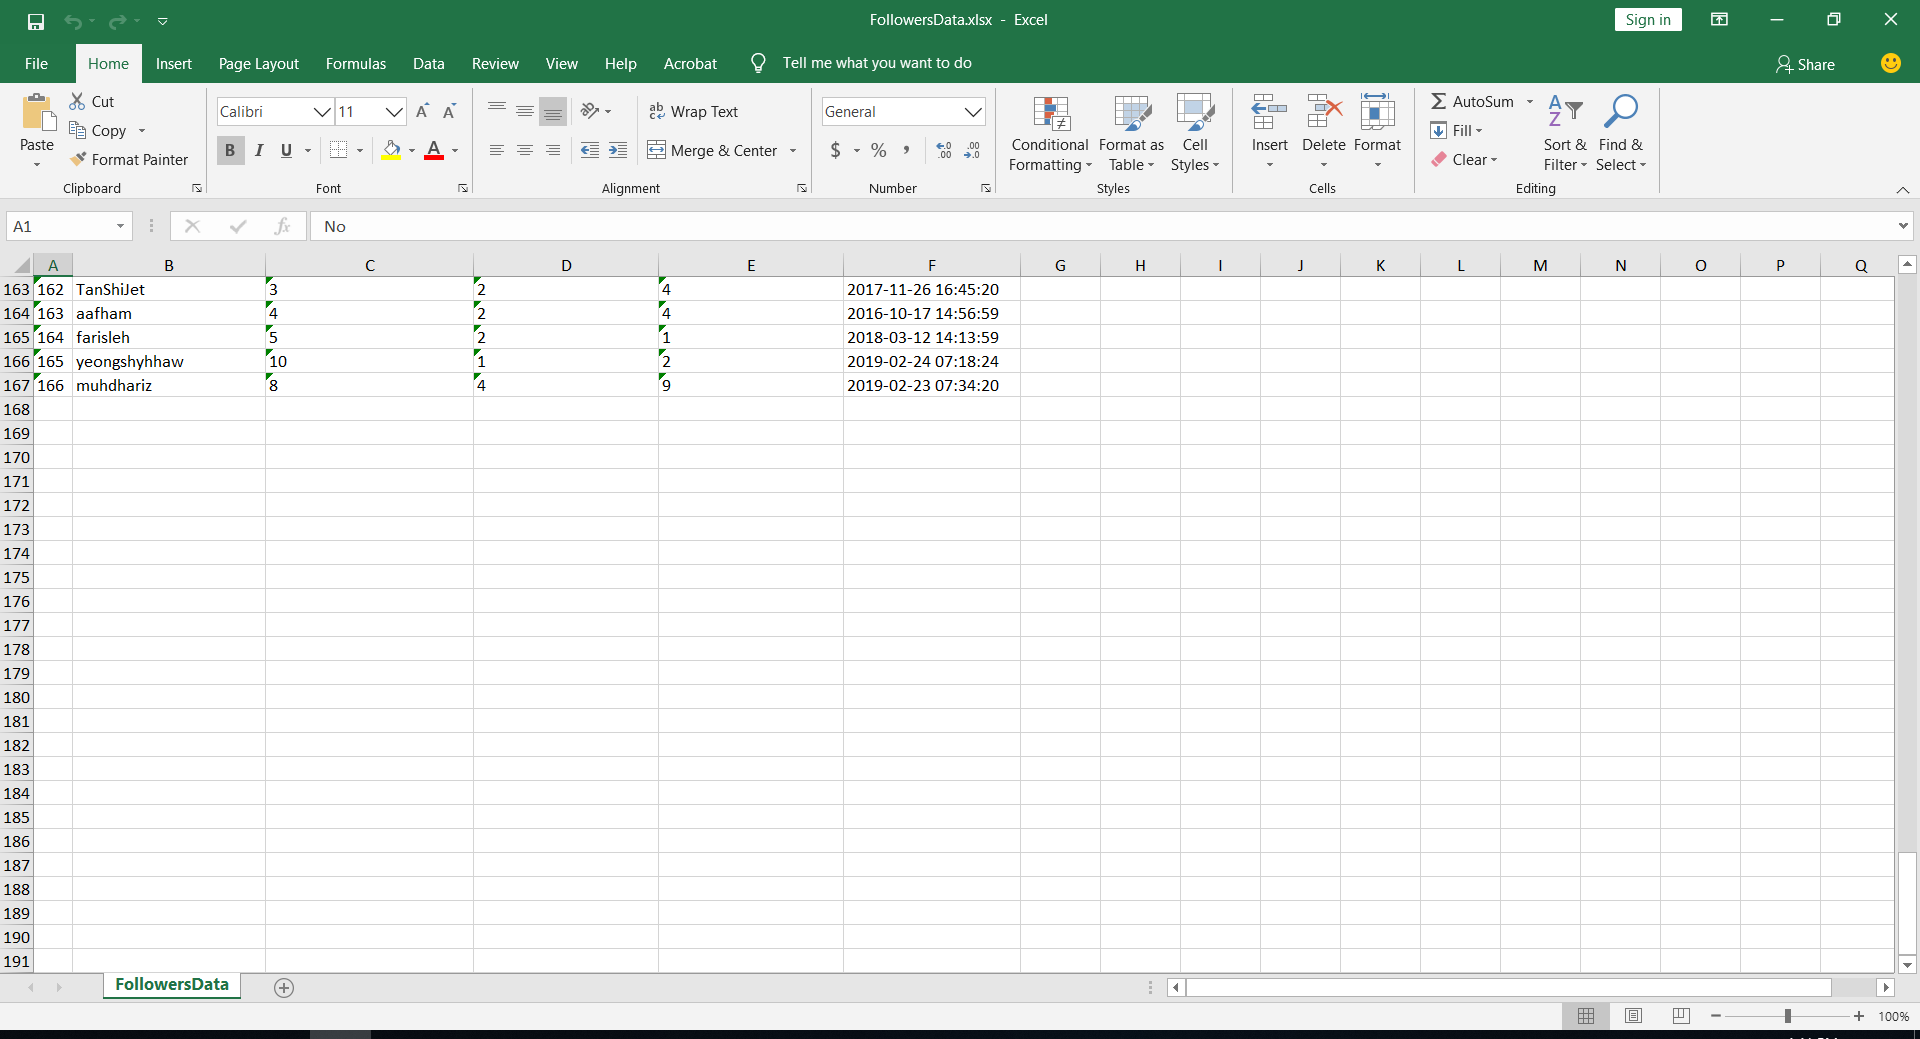 FollowersData.xlsx - Excel
Sign in
File Home Insert Page Layout Formulas Data Review View Help Acrobat Tell me what you want to do Share
Paste
Cut
Copy
Format Painter
Clipboard
Calibri 11 A A
B I U A
Font
ab Wrap Text
Merge & Center
Alignment
General
$ % , .0 .00 .00 .0
Number
Conditional Formatting
Format as Table
Cell Styles
Styles
Insert Delete Format
Cells
AutoSum
Fill
Clear
Sort & Filter
Find & Select
Editing
A1 fx No
A B C D E F G H I J K L M N O P Q
163 162 TanShiJet 3 2 4 2017-11-26 16:45:20
164 163 aafham 4 2 4 2016-10-17 14:56:59
165 164 farisleh 5 2 1 2018-03-12 14:13:59
166 165 yeongshyhhaw 10 1 2 2019-02-24 07:18:24
167 166 muhdhariz 8 4 9 2019-02-23 07:34:20
168
169
170
171
172
173
174
175
176
177
178
179
180
181
182
183
184
185
186
187
188
189
190
191
FollowersData
100%